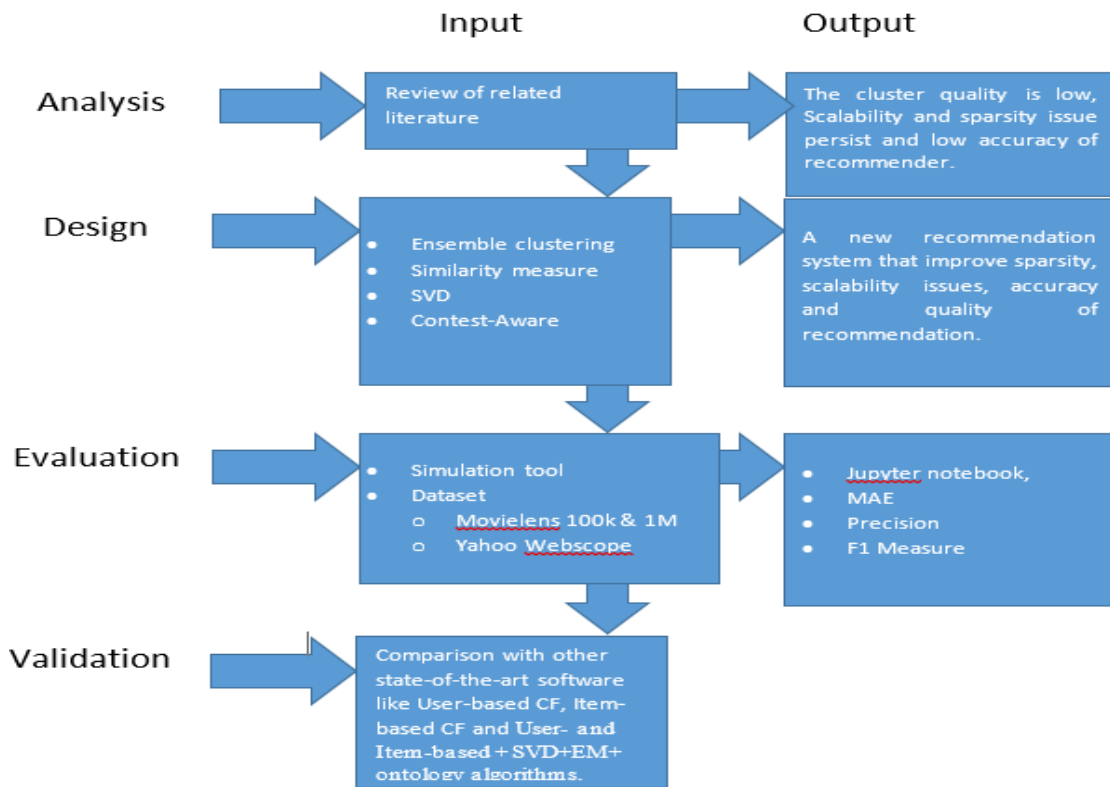 Input
Output
Analysis
Review of related
literature
The cluster quality is low,
Scalability and sparsity issue
persist and low accuracy of
recommender.
Design
• Ensemble clustering
• Similarity measure
• SVD
• Contest-Aware
A new recommendation
system that improve sparsity,
scalability issues, accuracy
and quality of
recommendation.
Evaluation
• Simulation tool
• Dataset
o Movielens 100k & 1M
o Yahoo Webscope
• Jupyter notebook,
• MAE
• Precision
• F1 Measure
Validation
Comparison with other
state-of-the-art software
like User-based CF, Item-
based CF and User- and
Item-based + SVD+EM+
ontology algorithms.